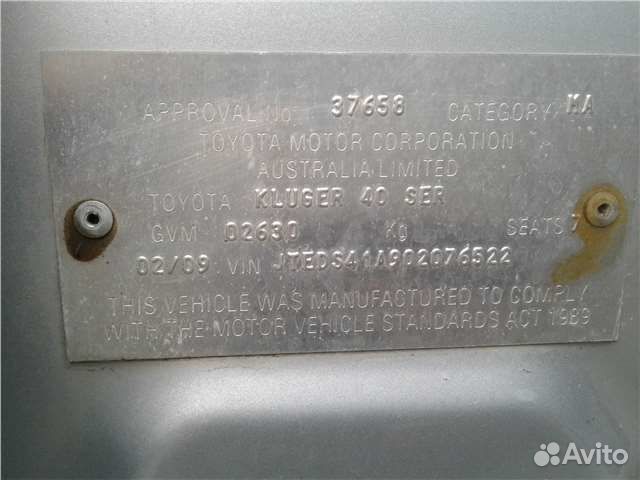 APPROVAL No. 37658 CATEGORY MA
TOYOTA MOTOR CORPORATION
AUSTRALIA LIMITED
TOYOTA KLUGER 40 SER
GVM 02630 Kg SEATS 7
02/09 VIN JTEDS41A902076522
THIS VEHICLE WAS MANUFACTURED TO COMPLY
WITH THE MOTOR VEHICLE STANDARDS ACT 1989
Avito